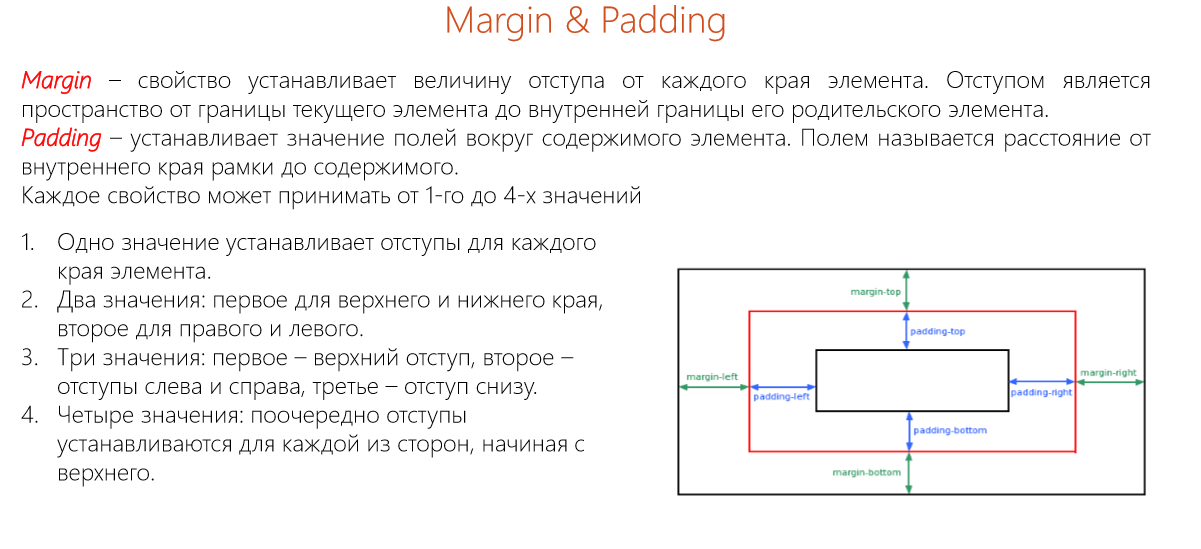 Margin & Padding
Margin – свойство устанавливает величину отступа от каждого края элемента. Отступом является
пространство от границы текущего элемента до внутренней границы его родительского элемента.
Padding – устанавливает значение полей вокруг содержимого элемента. Полем называется расстояние от
внутреннего края рамки до содержимого.
Каждое свойство может принимать от 1-го до 4-х значений
1. Одно значение устанавливает отступы для каждого
края элемента.
2. Два значения: первое для верхнего и нижнего края,
второе для правого и левого.
3. Три значения: первое – верхний отступ, второе –
отступы слева и справа, третье – отступ снизу.
4. Четыре значения: поочередно отступы
устанавливаются для каждой из сторон, начиная с
верхнего.
margin-top
padding-top
margin-left
padding-left
margin-right
padding-right
padding-bottom
margin-bottom